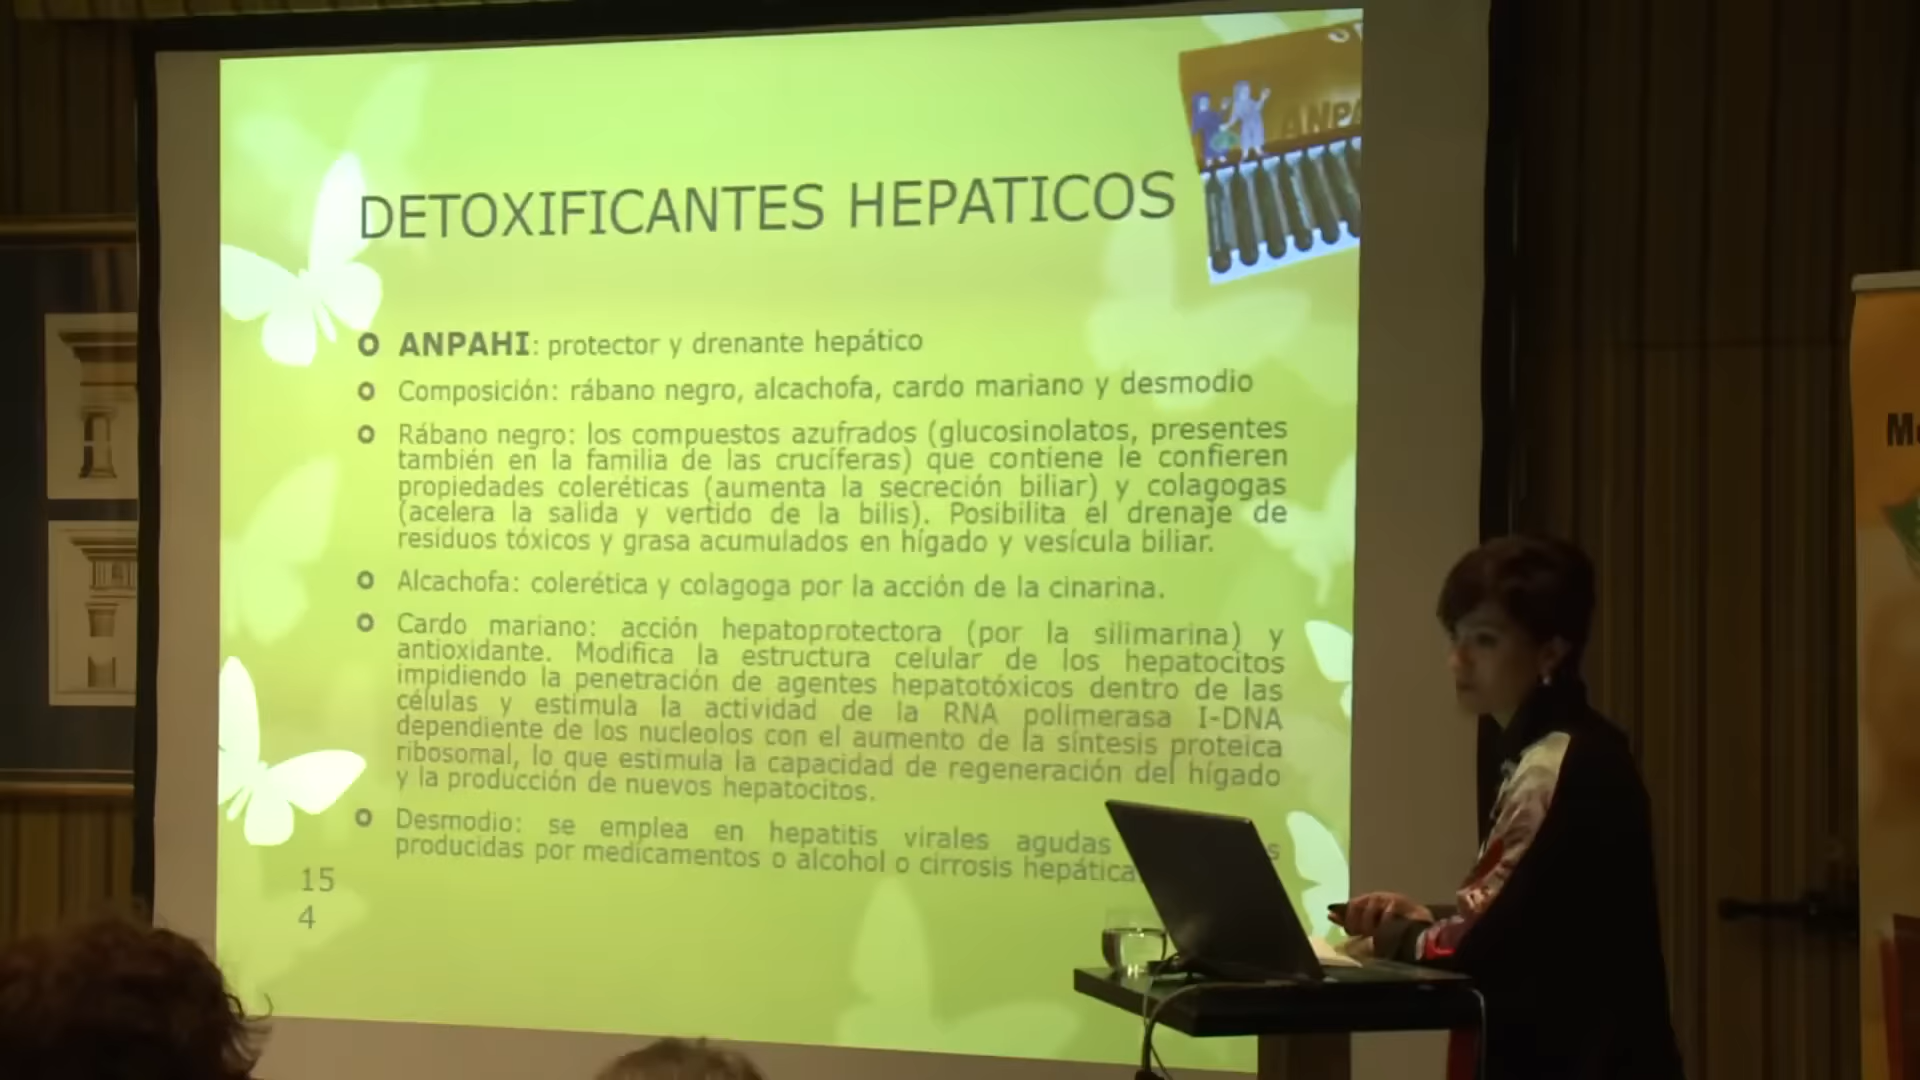 DETOXIFICANTES HEPATICOS
ANPAHI: protector y drenante hepático
Composición: rábano negro, alcachofa, cardo mariano y desmodio
Rábano negro: los compuestos azufrados (glucosinolatos, presentes
también en la familia de las crucíferas) que contiene le confieren
propiedades coleréticas (aumenta la secreción biliar) y colagogas
(acelera la salida y vertido de la bilis). Posibilita el drenaje de
residuos tóxicos y grasa acumulados en hígado y vesícula biliar.
Alcachofa: colerética y colagoga por la acción de la cinarina.
Cardo mariano: acción hepatoprotectora (por la silimarina) y
antioxidante. Modifica la estructura celular de los hepatocitos
impidiendo la penetración de agentes hepatotóxicos dentro de las
células y estimula la actividad de la RNA polimerasa I-DNA
dependiente de los nucleolos con el aumento de la síntesis proteica
ribosomal, lo que estimula la capacidad de regeneración del hígado
y la producción de nuevos hepatocitos.
Desmodio: se emplea en hepatitis virales agudas
producidas por medicamentos o alcohol o cirrosis hepática
15
4